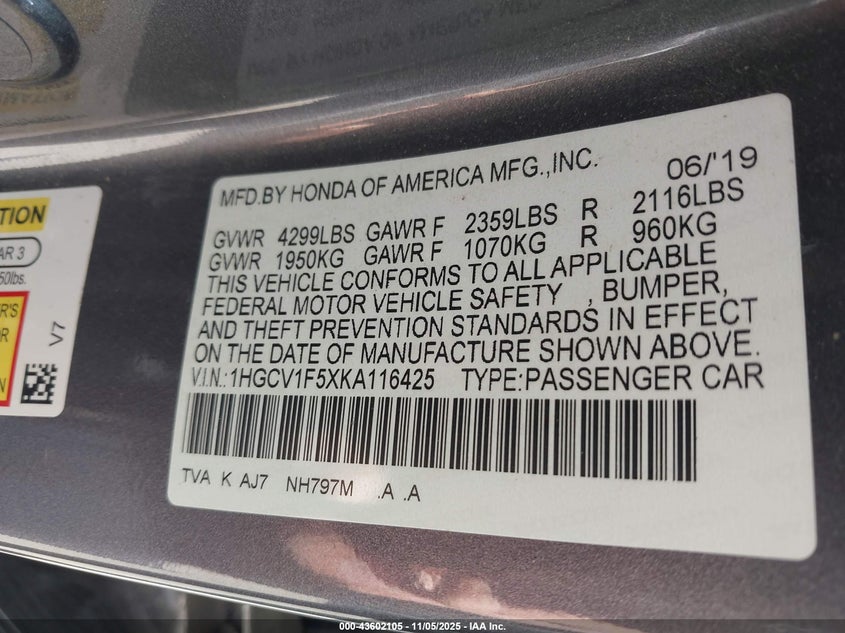 MFD.BY HONDA OF AMERICA MFG.,INC. 06/'19
GVWR 4299LBS GAWR F 2359LBS R 2116LBS
GVWR 1950KG GAWR F 1070KG R 960KG
THIS VEHICLE CONFORMS TO ALL APPLICABLE
FEDERAL MOTOR VEHICLE SAFETY , BUMPER,
AND THEFT PREVENTION STANDARDS IN EFFECT
ON THE DATE OF MANUFACTURE SHOWN ABOVE.
V.I.N.:1HGCV1F5XKA116425 TYPE:PASSENGER CAR
TVA K AJ7 NH797M .A .A
V7
000-43602105 - 11/05/2025 - IAA Inc.